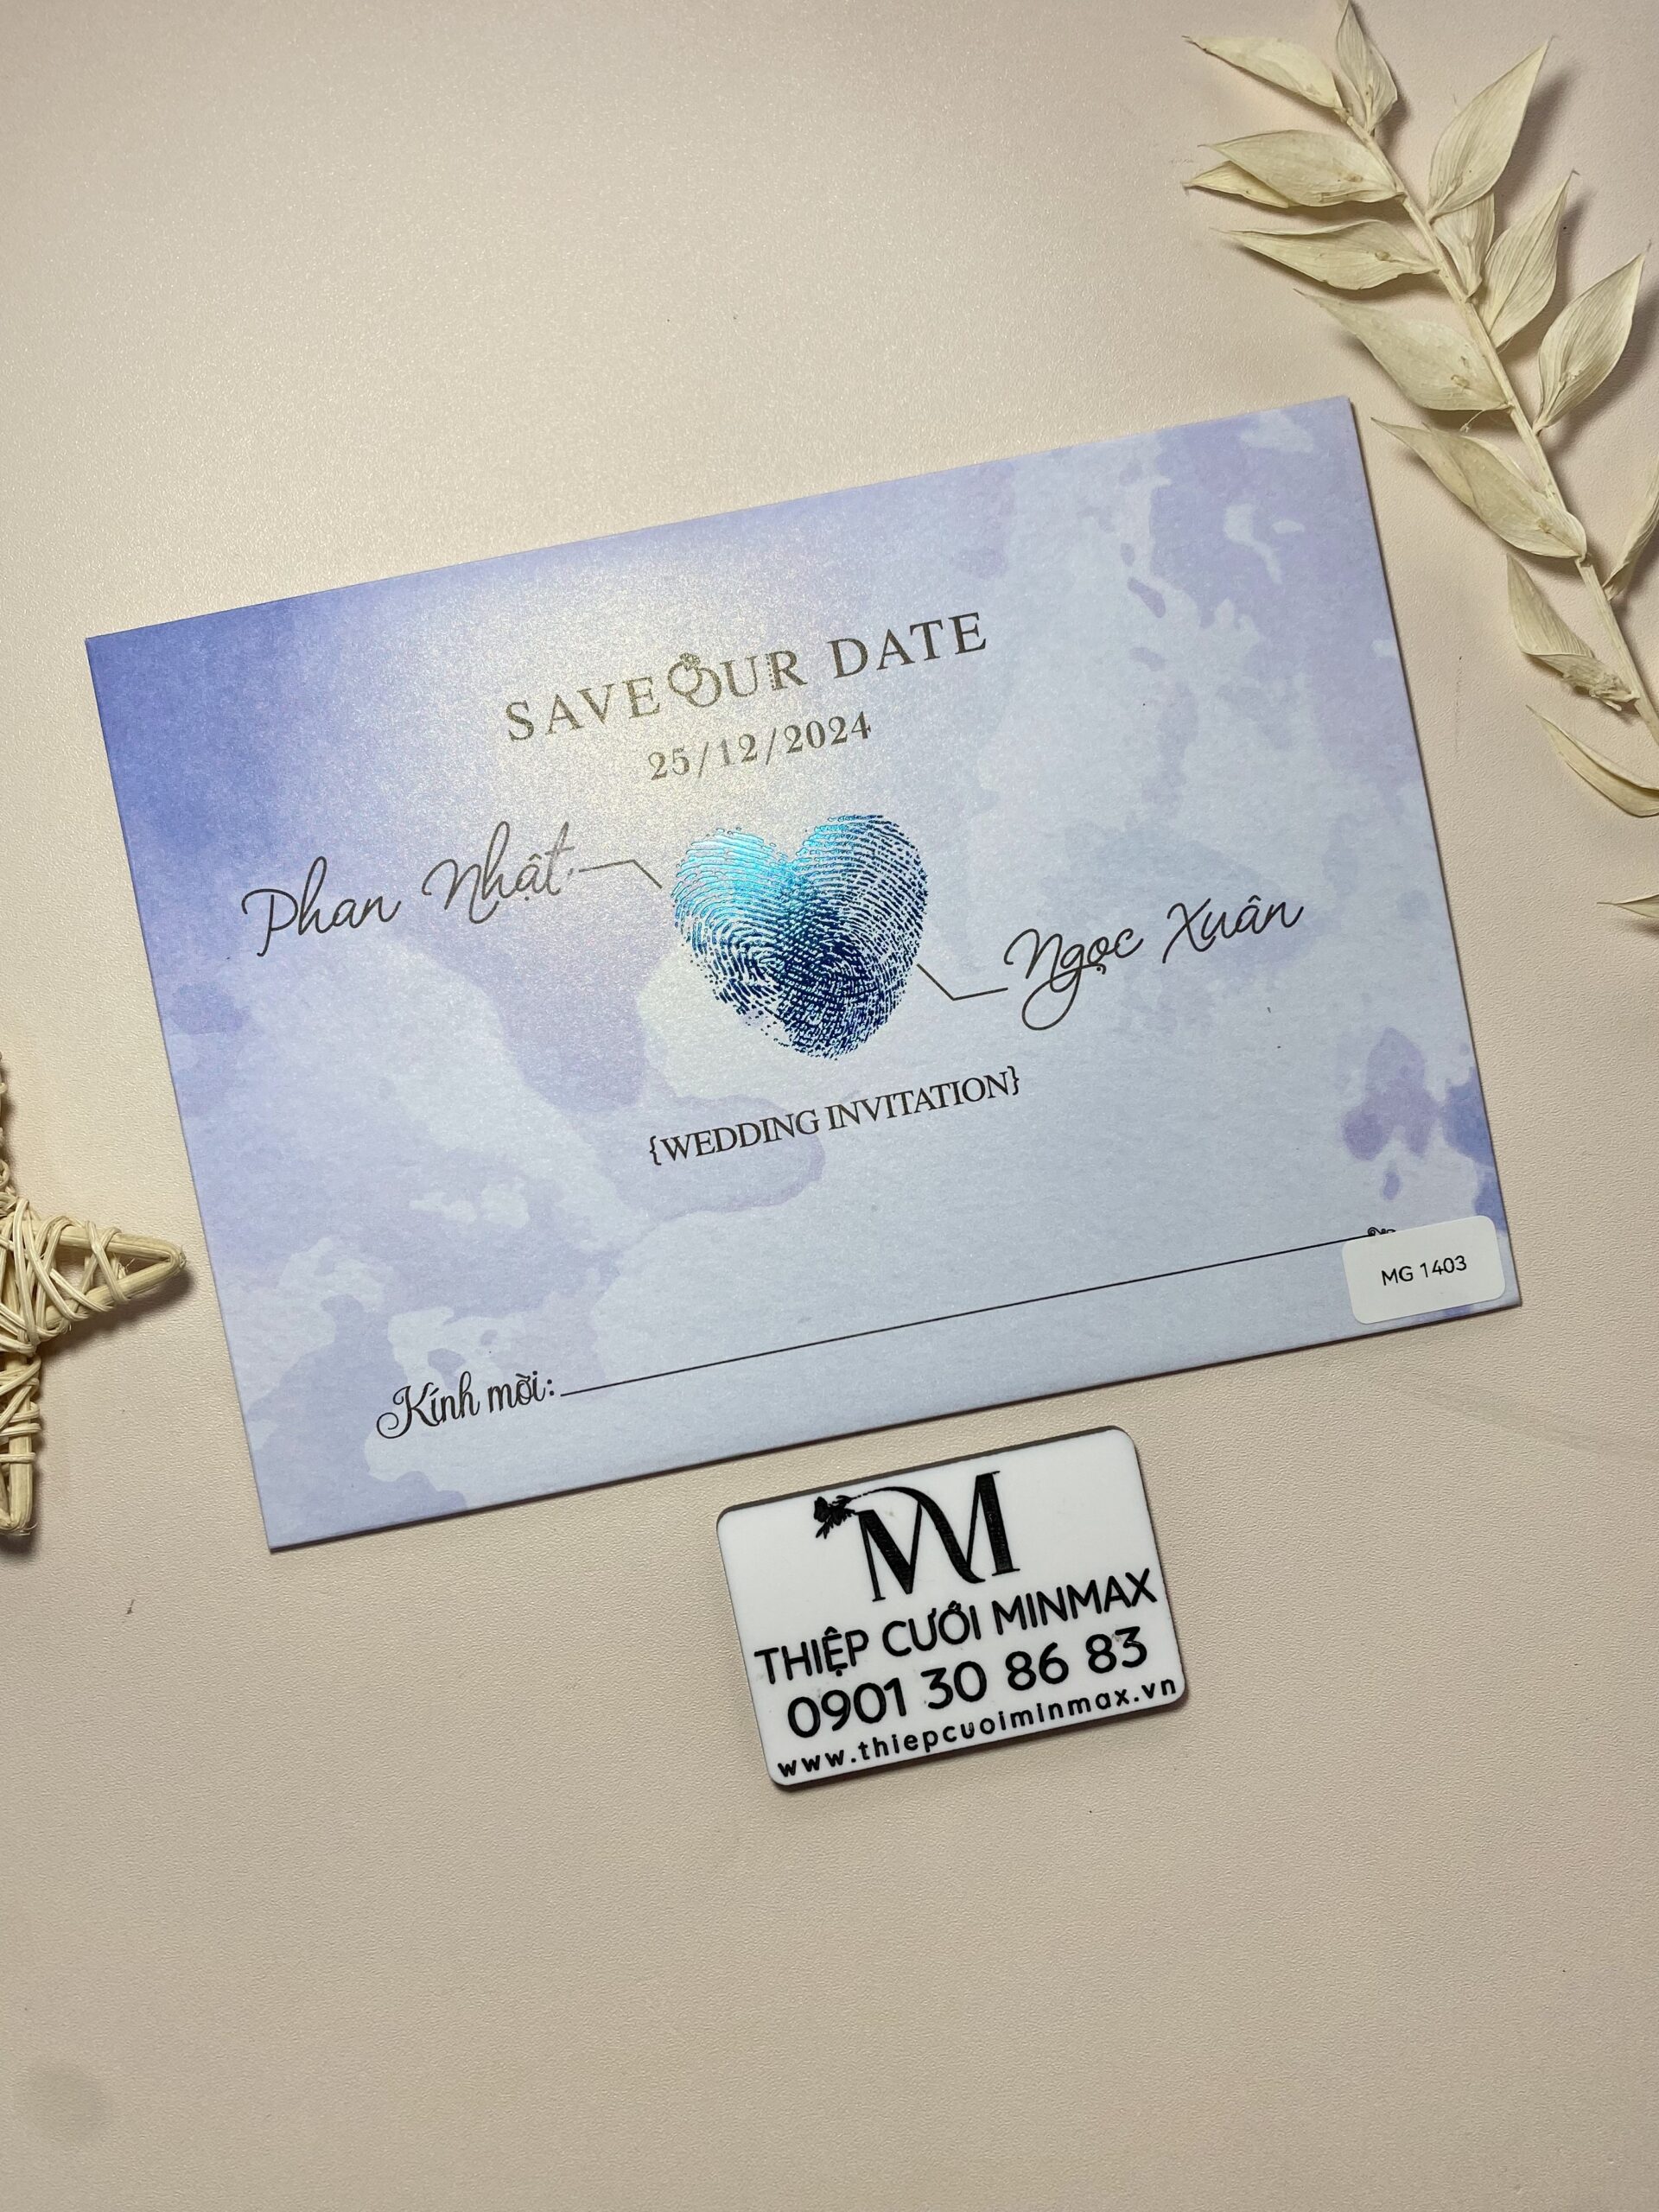 SAVE OUR DATE
25/12/2024
Phan Nhật
Ngọc Xuân
{WEDDING INVITATION}
MG 1403
Kính mời:
M
THIỆP CƯỚI MINMAX
0901 30 86 83
www.thiepcuoiminmax.vn